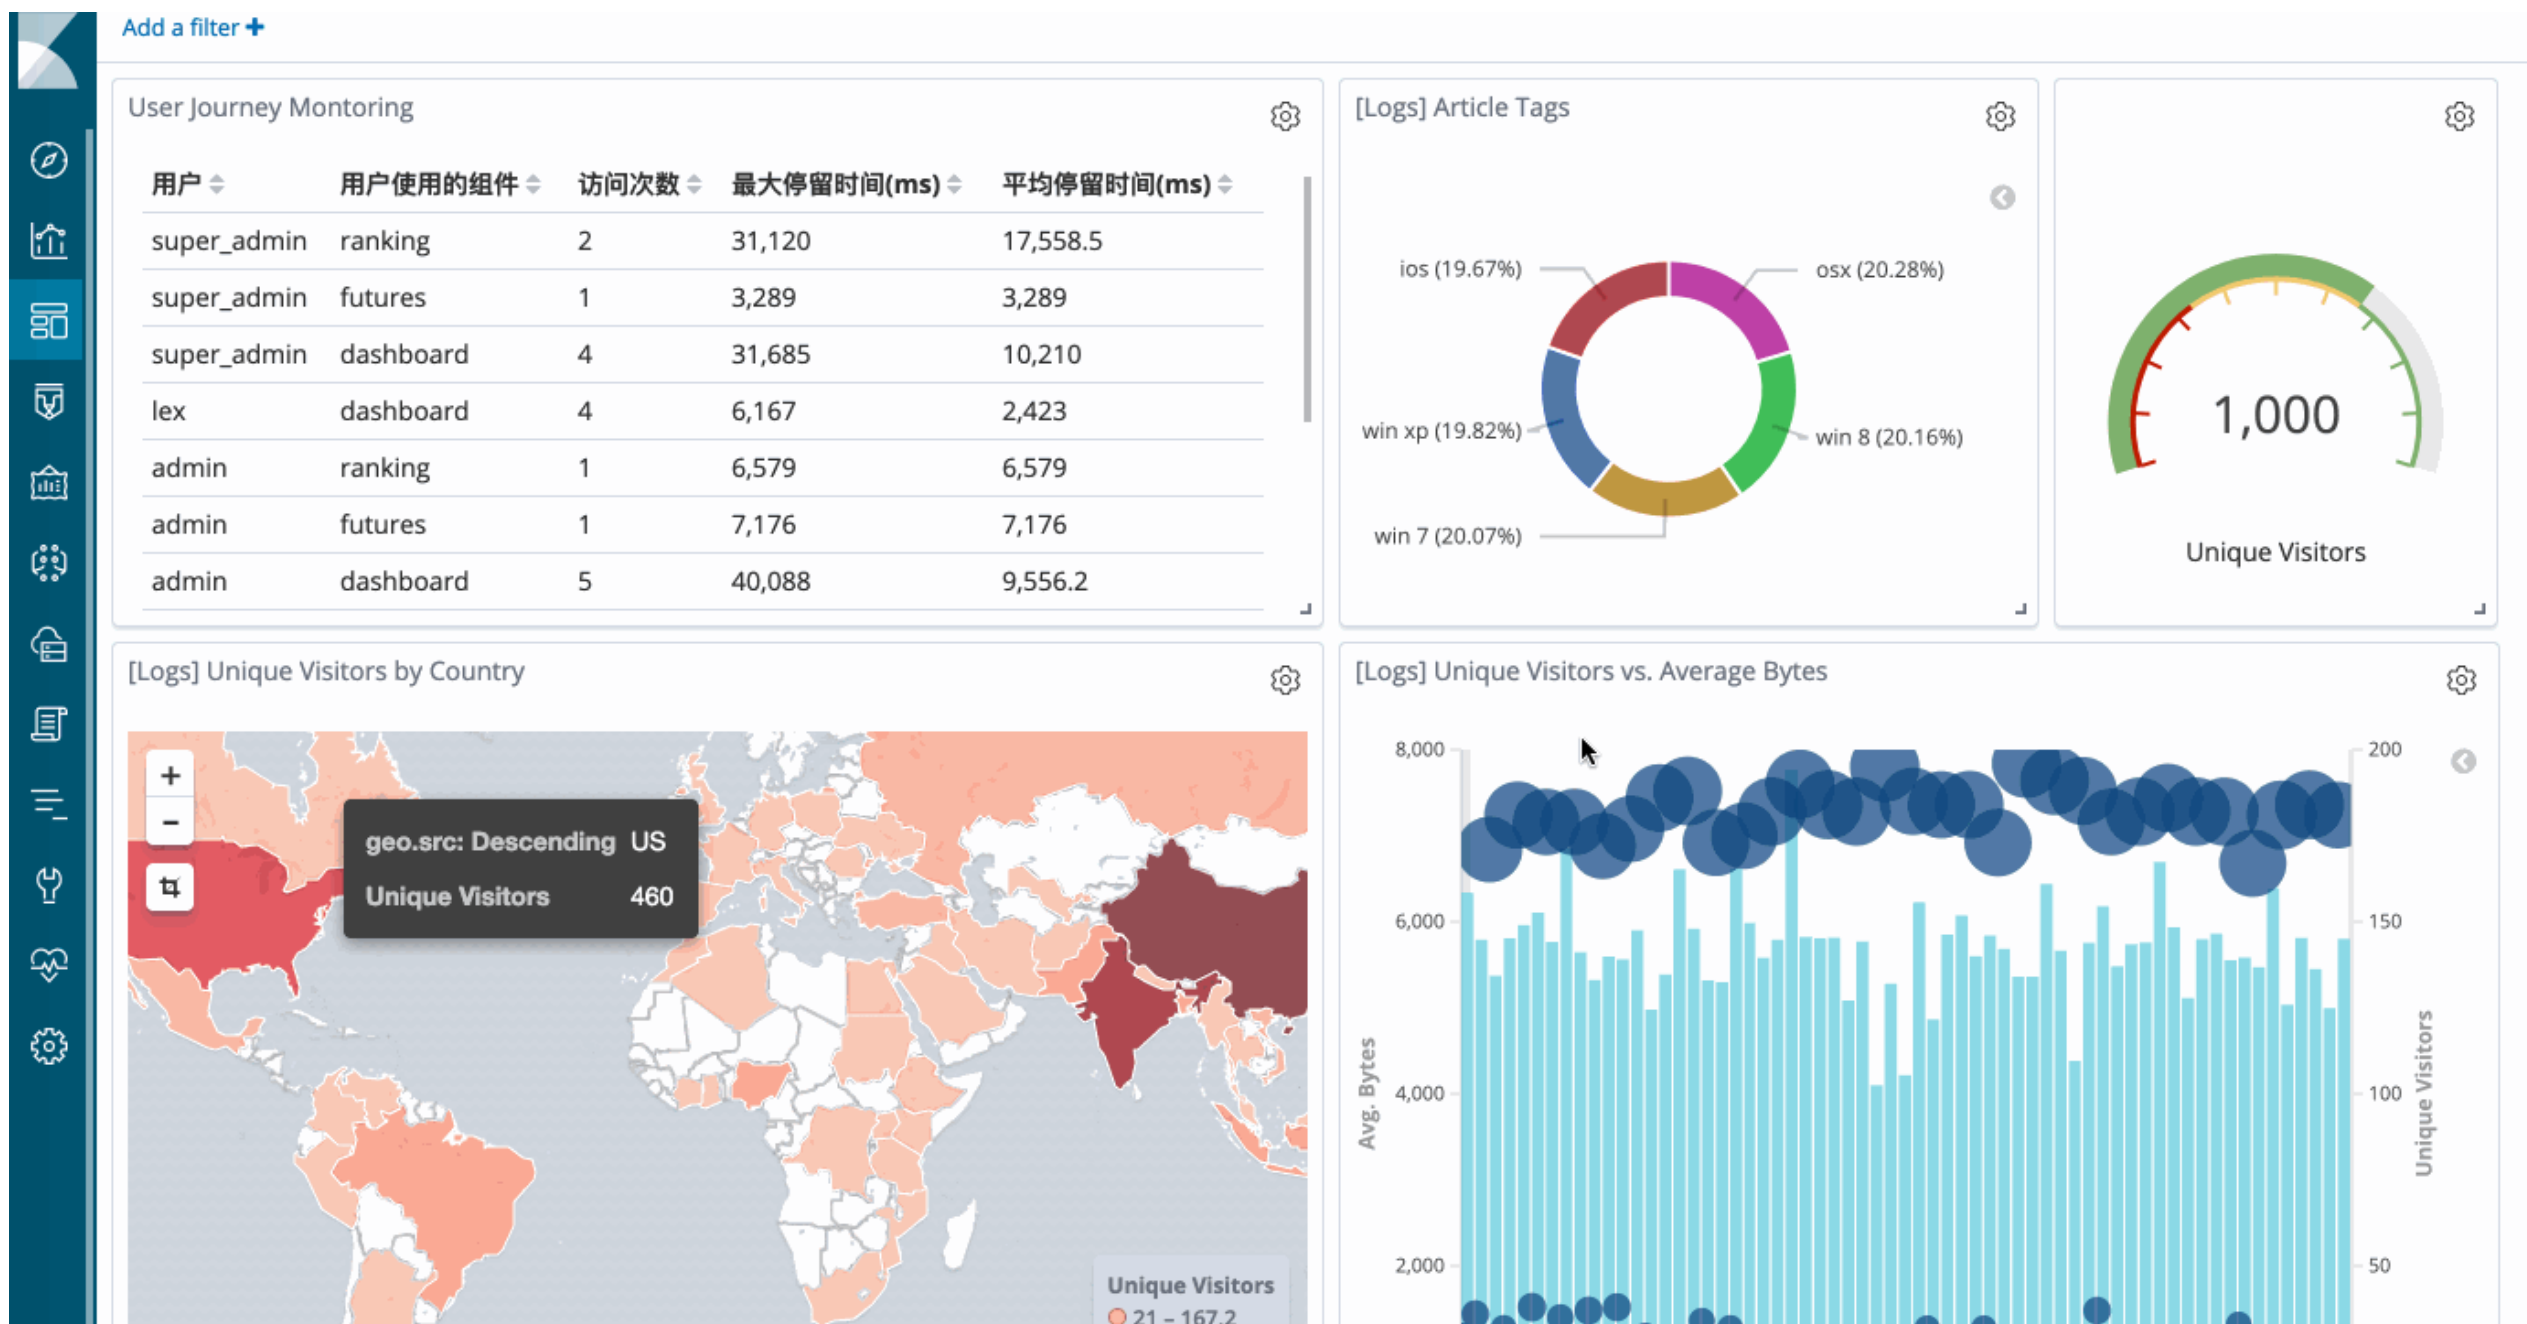 Add a filter +
User Journey Montoring
用户 用户使用的组件 访问次数 最大停留时间(ms) 平均停留时间(ms)
super_admin ranking 2 31,120 17,558.5
super_admin futures 1 3,289 3,289
super_admin dashboard 4 31,685 10,210
lex dashboard 4 6,167 2,423
admin ranking 1 6,579 6,579
admin futures 1 7,176 7,176
admin dashboard 5 40,088 9,556.2
[Logs] Article Tags
ios (19.67%)
osx (20.28%)
win xp (19.82%)
win 8 (20.16%)
win 7 (20.07%)
1,000
Unique Visitors
[Logs] Unique Visitors by Country
+
−
geo.src: Descending US
Unique Visitors 460
Unique Visitors
21 – 167.2
[Logs] Unique Visitors vs. Average Bytes
8,000
6,000
4,000
2,000
Avg. Bytes
200
150
100
50
Unique Visitors